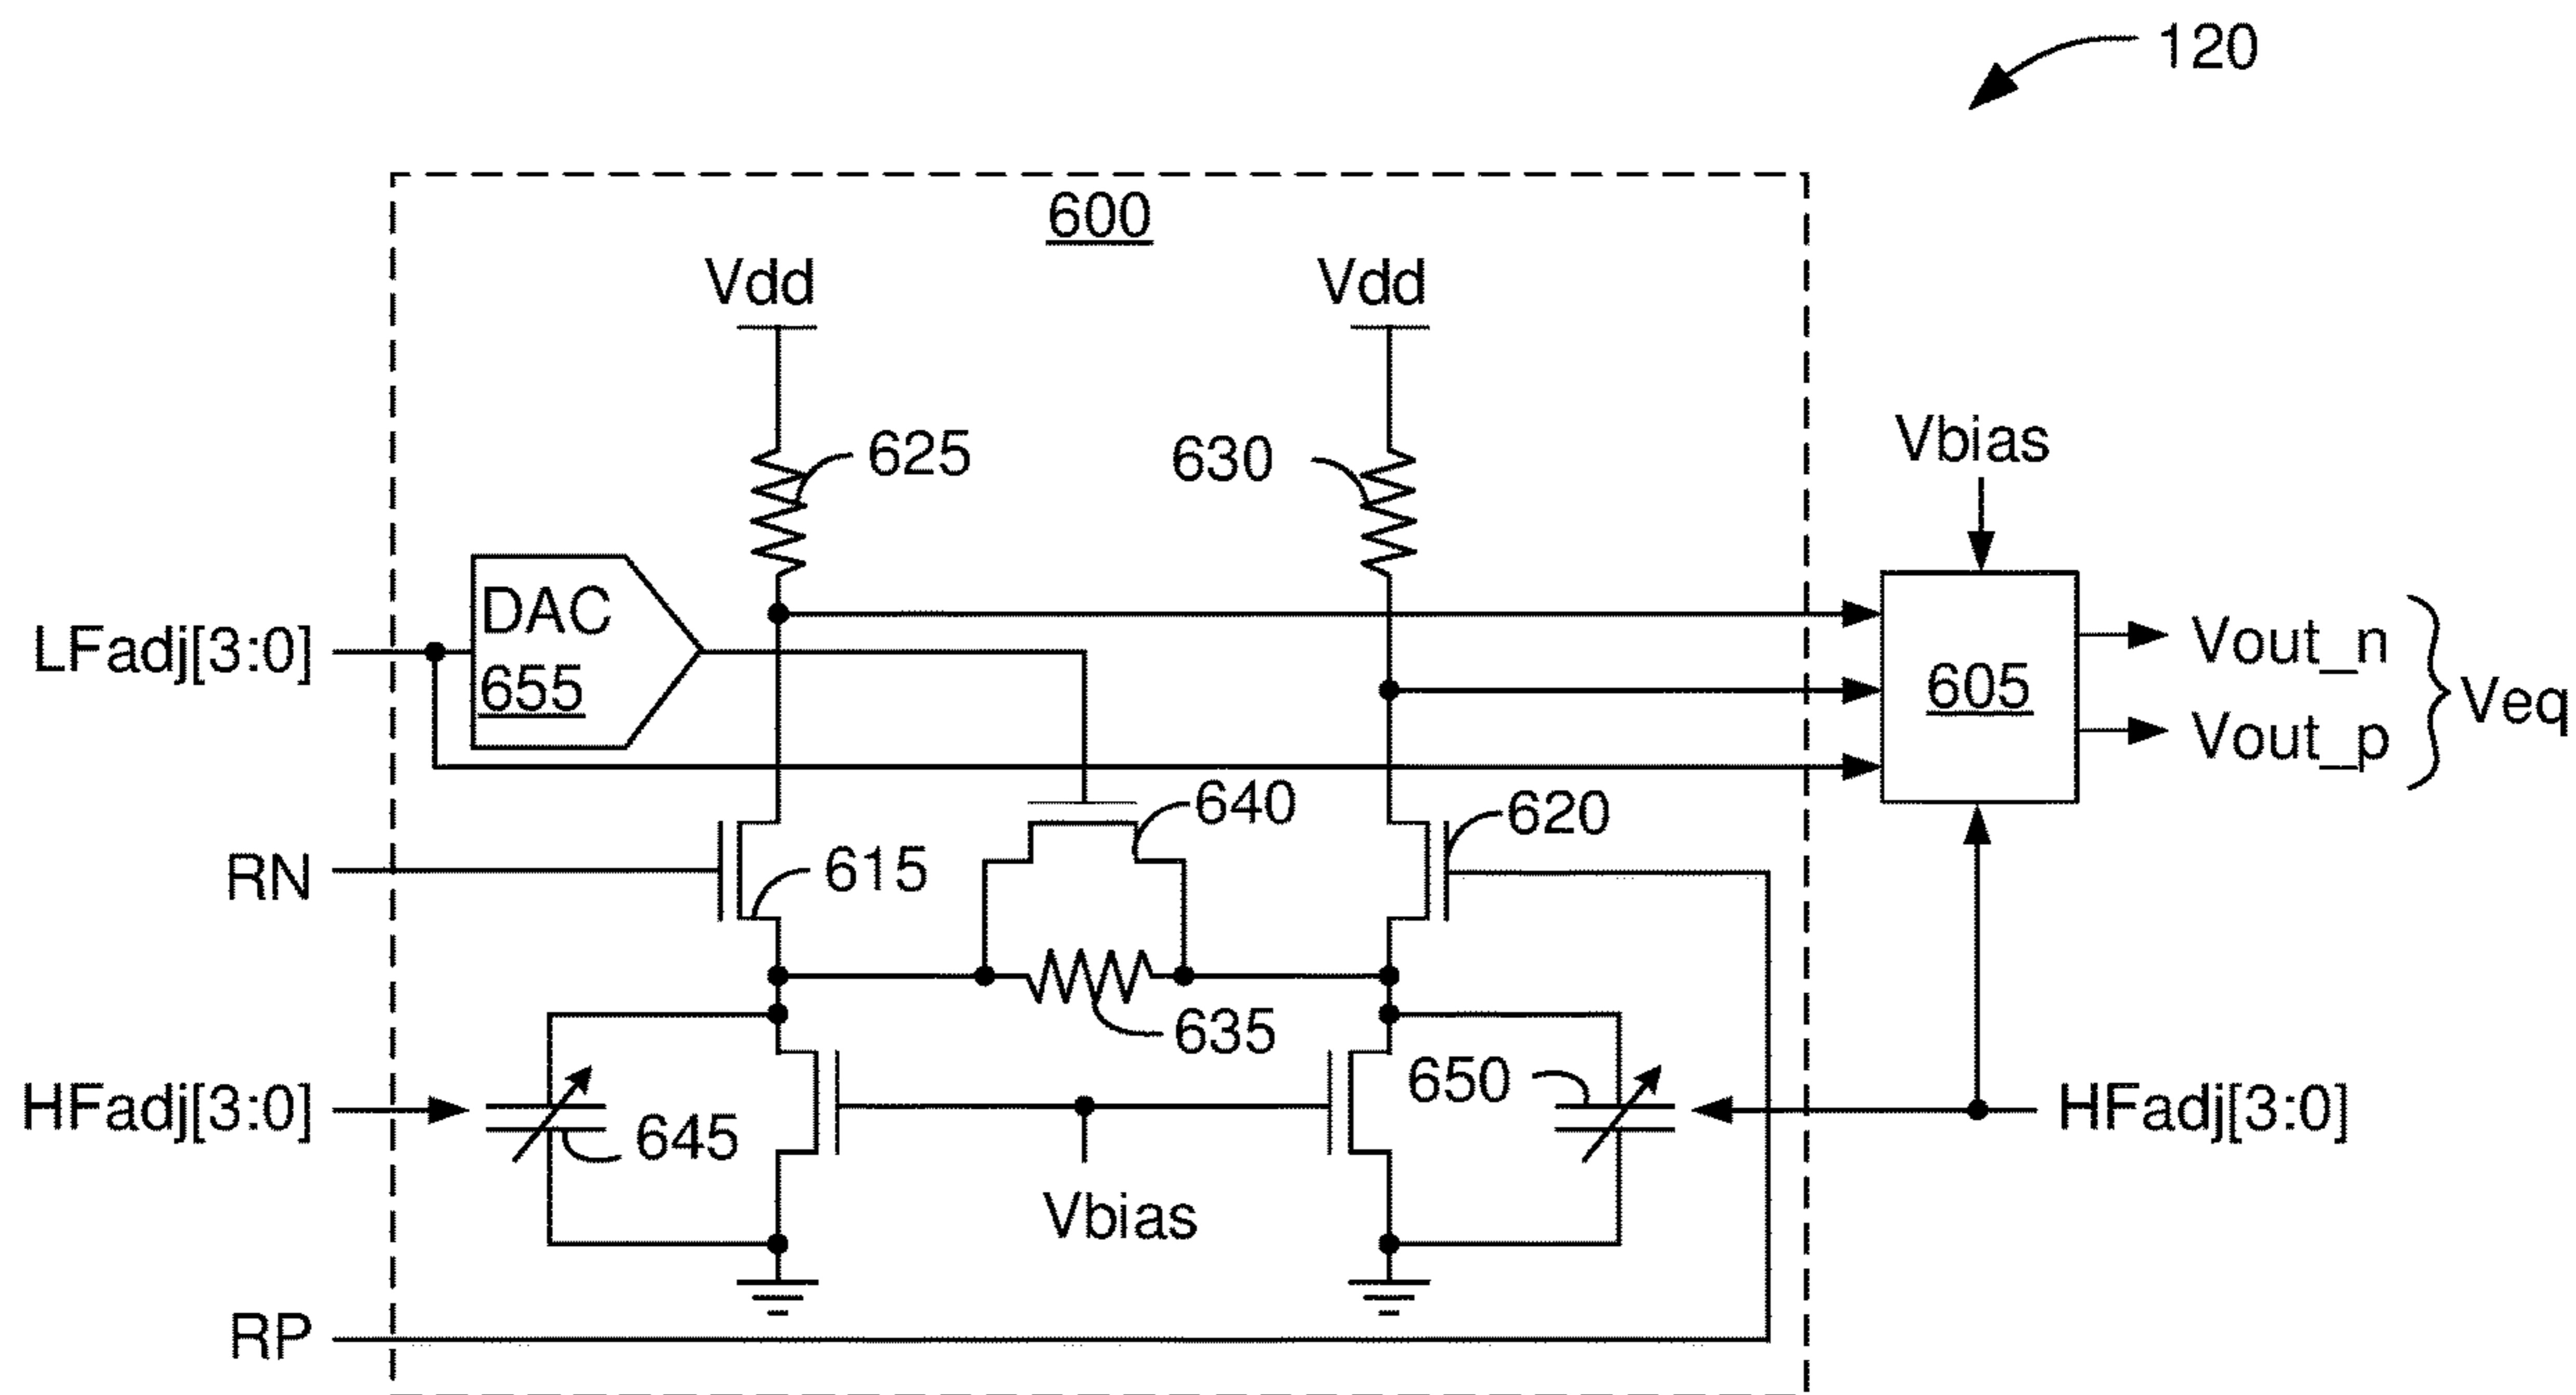 120
600
Vdd
Vdd
625
630
Vbias
DAC
655
LFadj[3:0]
605
Vout_n
Vout_p
Veq
640
620
RN
615
635
HFadj[3:0]
645
650
HFadj[3:0]
Vbias
RP